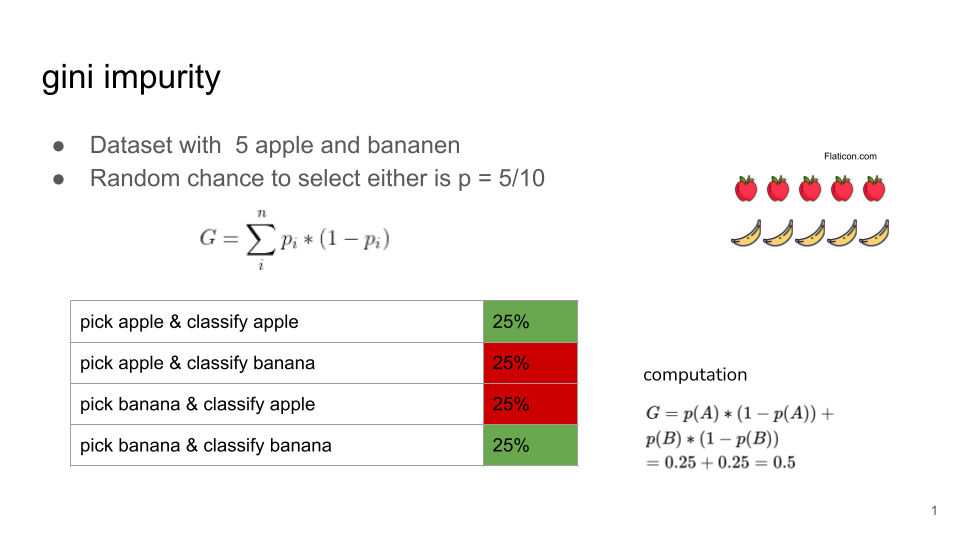 gini impurity
● Dataset with  5 apple and bananen
● Random chance to select either is p = 5/10
Flaticon.com
G = \sum_{i}^{n} p_i * (1 - p_i)
pick apple & classify apple 25%
pick apple & classify banana 25%
pick banana & classify apple 25%
pick banana & classify banana 25%
computation
G = p(A) * (1 − p(A)) +
p(B) * (1 − p(B))
= 0.25 + 0.25 = 0.5
1